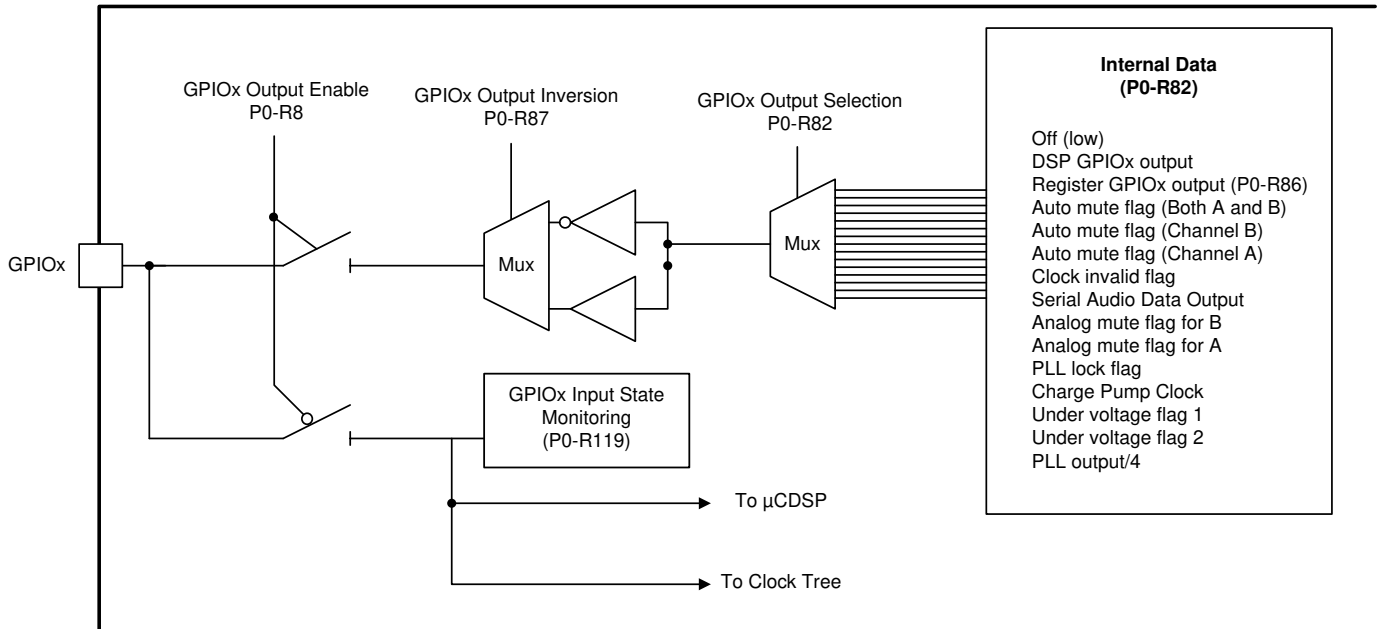 GPIOx Output Enable
P0-R8
GPIOx Output Inversion
P0-R87
GPIOx Output Selection
P0-R82
Internal Data
(P0-R82)
Off (low)
DSP GPIOx output
Register GPIOx output (P0-R86)
Auto mute flag (Both A and B)
Auto mute flag (Channel B)
Auto mute flag (Channel A)
Clock invalid flag
Serial Audio Data Output
Analog mute flag for B
Analog mute flag for A
PLL lock flag
Charge Pump Clock
Under voltage flag 1
Under voltage flag 2
PLL output/4
GPIOx
Mux
Mux
GPIOx Input State
Monitoring
(P0-R119)
To µCDSP
To Clock Tree